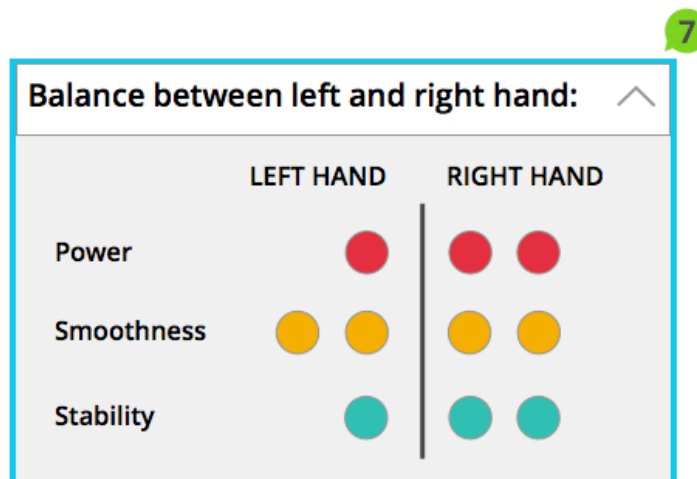 7
Balance between left and right hand:
LEFT HAND RIGHT HAND
Power
Smoothness
Stability